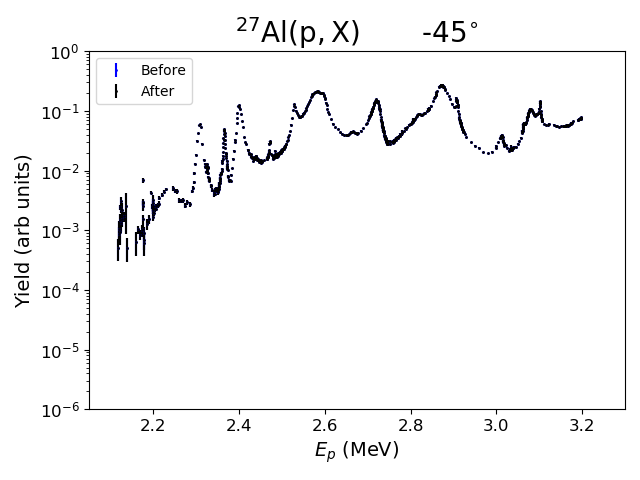 ²⁷Al(p, X) -45°
Before
After
10⁰
10⁻¹
10⁻²
10⁻³
10⁻⁴
10⁻⁵
10⁻⁶
Yield (arb units)
2.2 2.4 2.6 2.8 3.0 3.2
Eₚ (MeV)